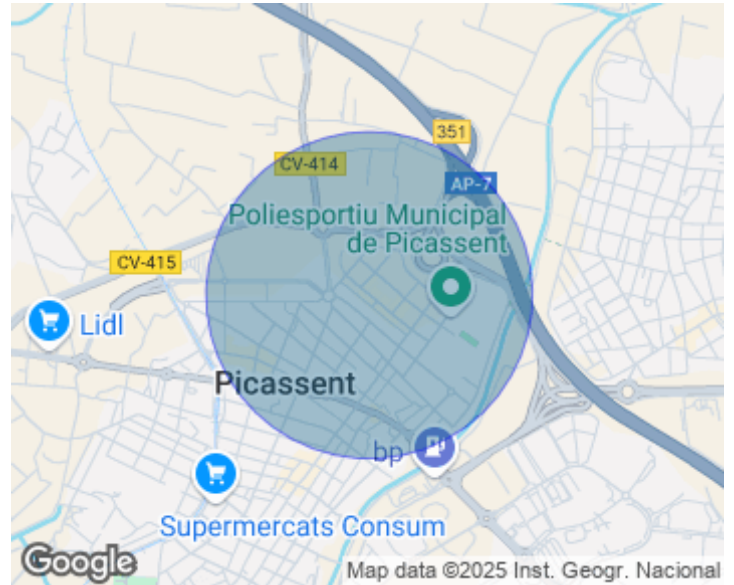 351
CV-414
AP-7
Poliesportiu Municipal
de Picassent
CV-415
Lidl
Picassent
bp
Supermercats Consum
Google
Map data ©2025 Inst. Geogr. Nacional